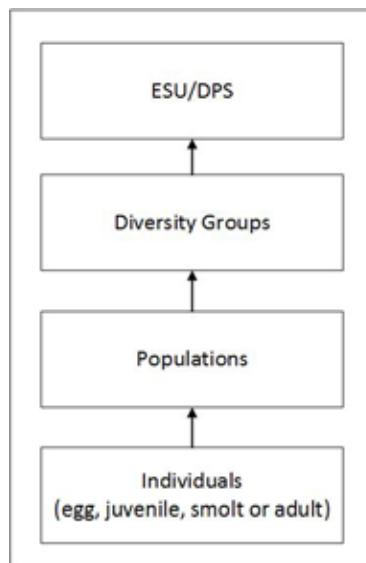 ESU/DPS
Diversity Groups
Populations
Individuals
(egg, juvenile, smolt or adult)